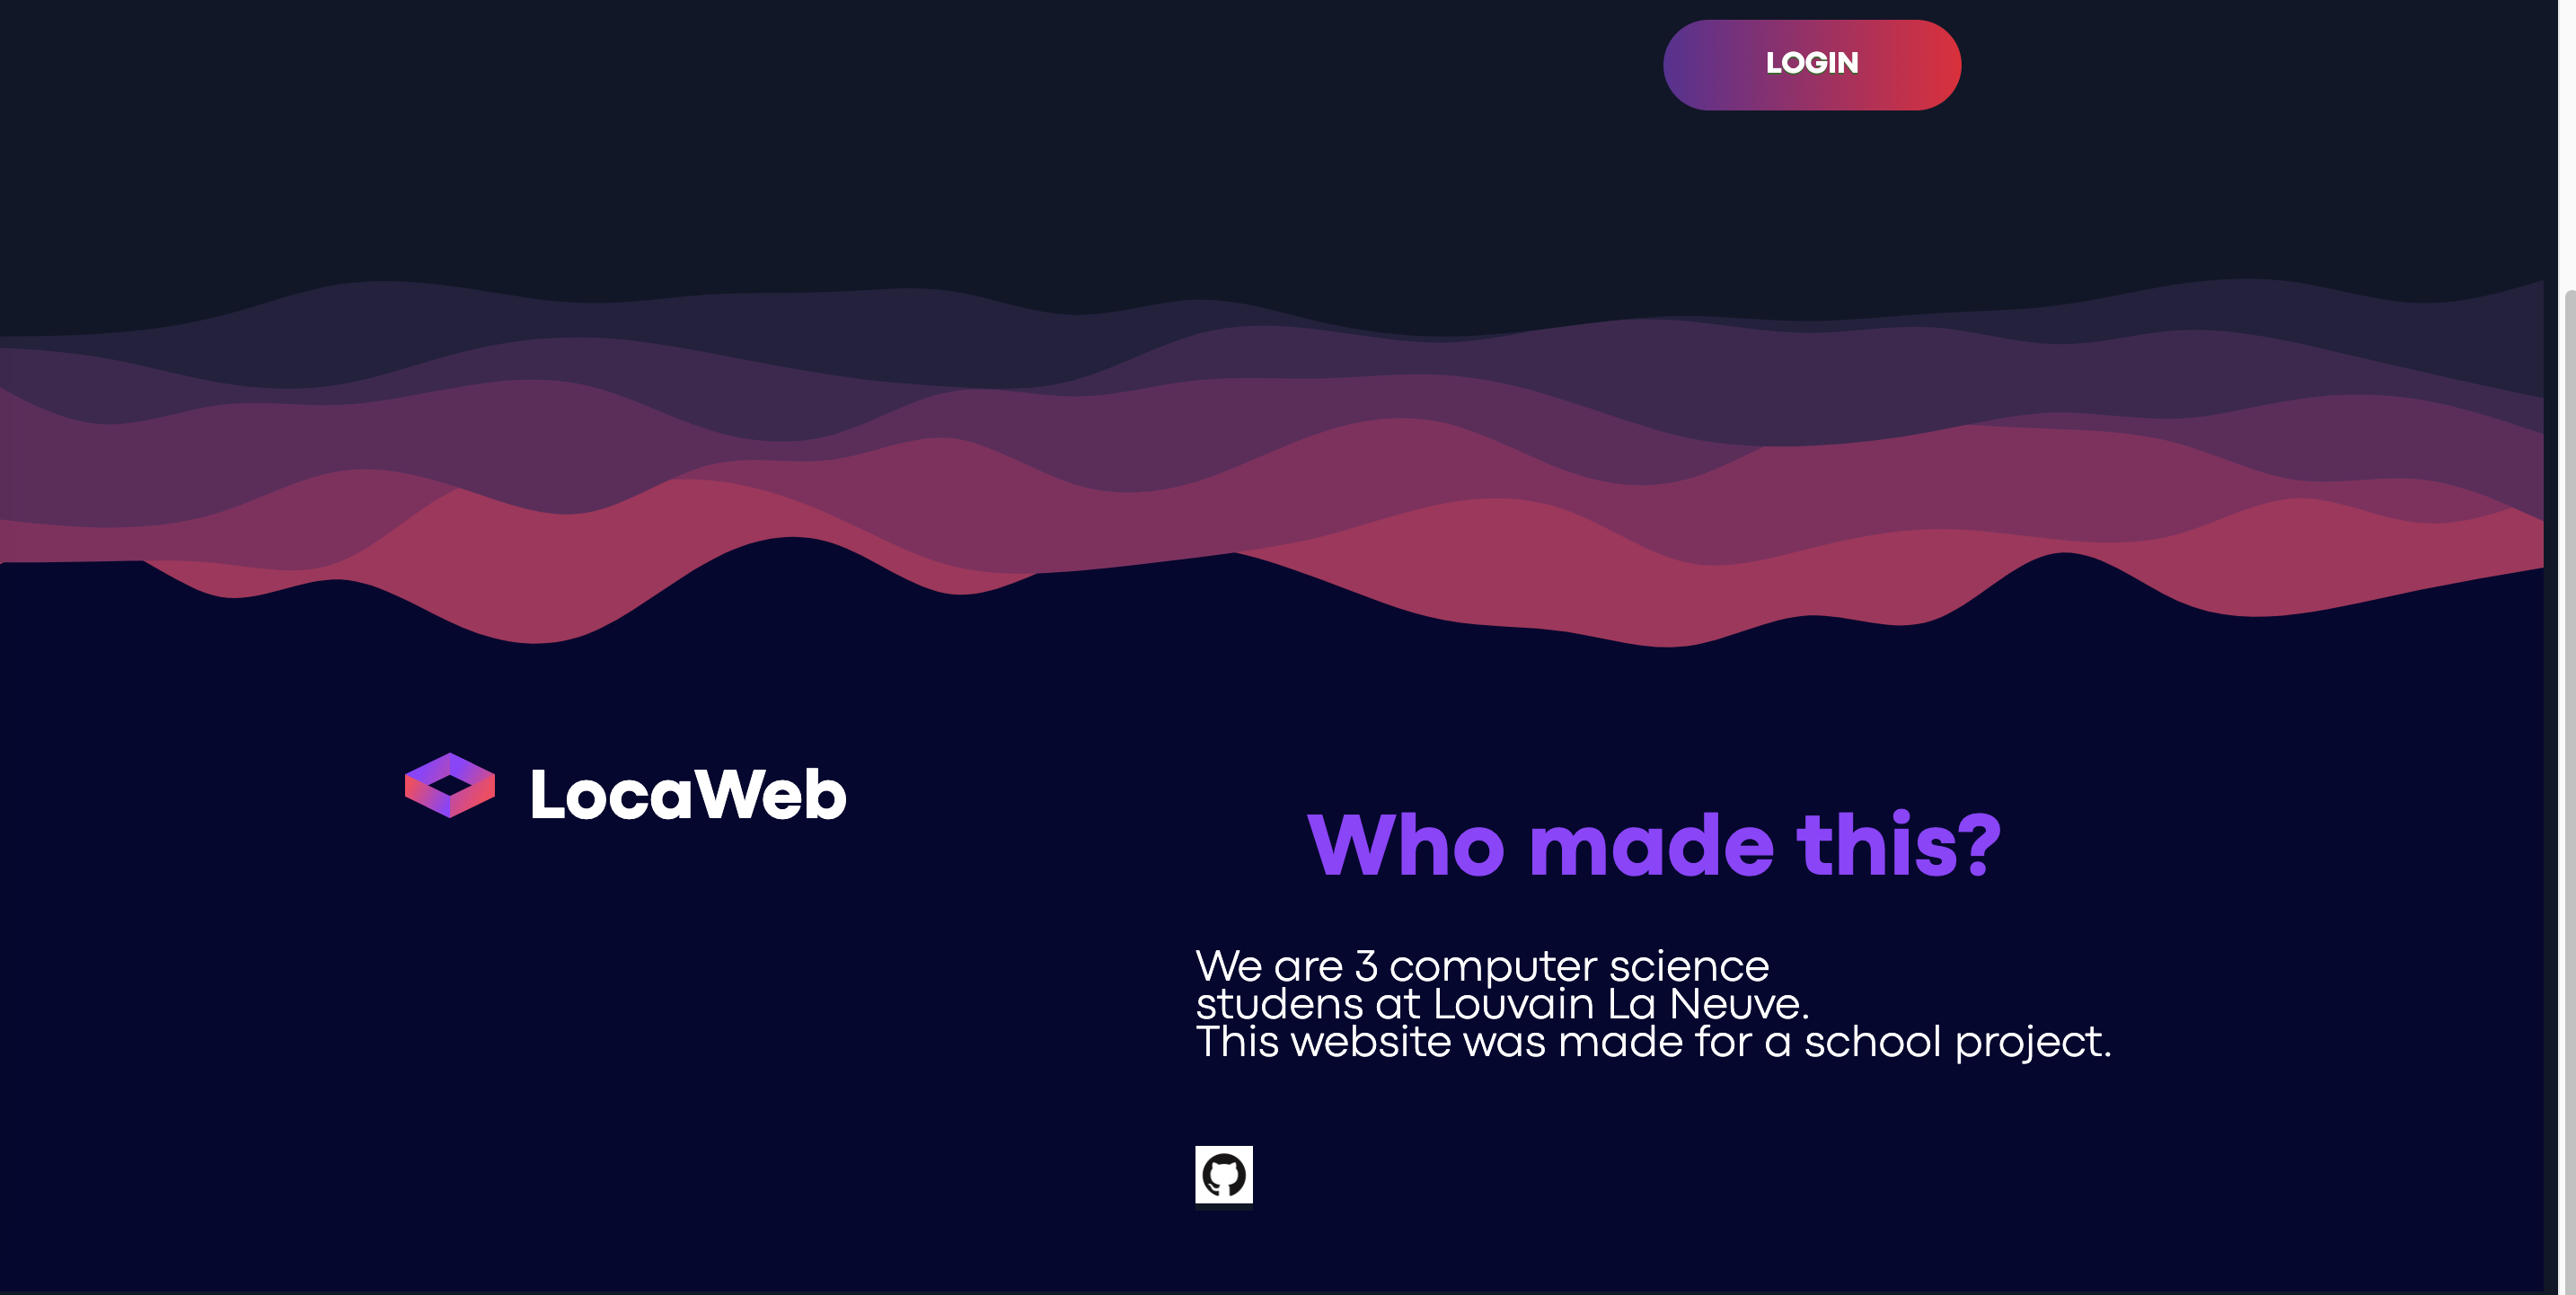 LOGIN
LocaWeb
Who made this?
We are 3 computer science
studens at Louvain La Neuve.
This website was made for a school project.